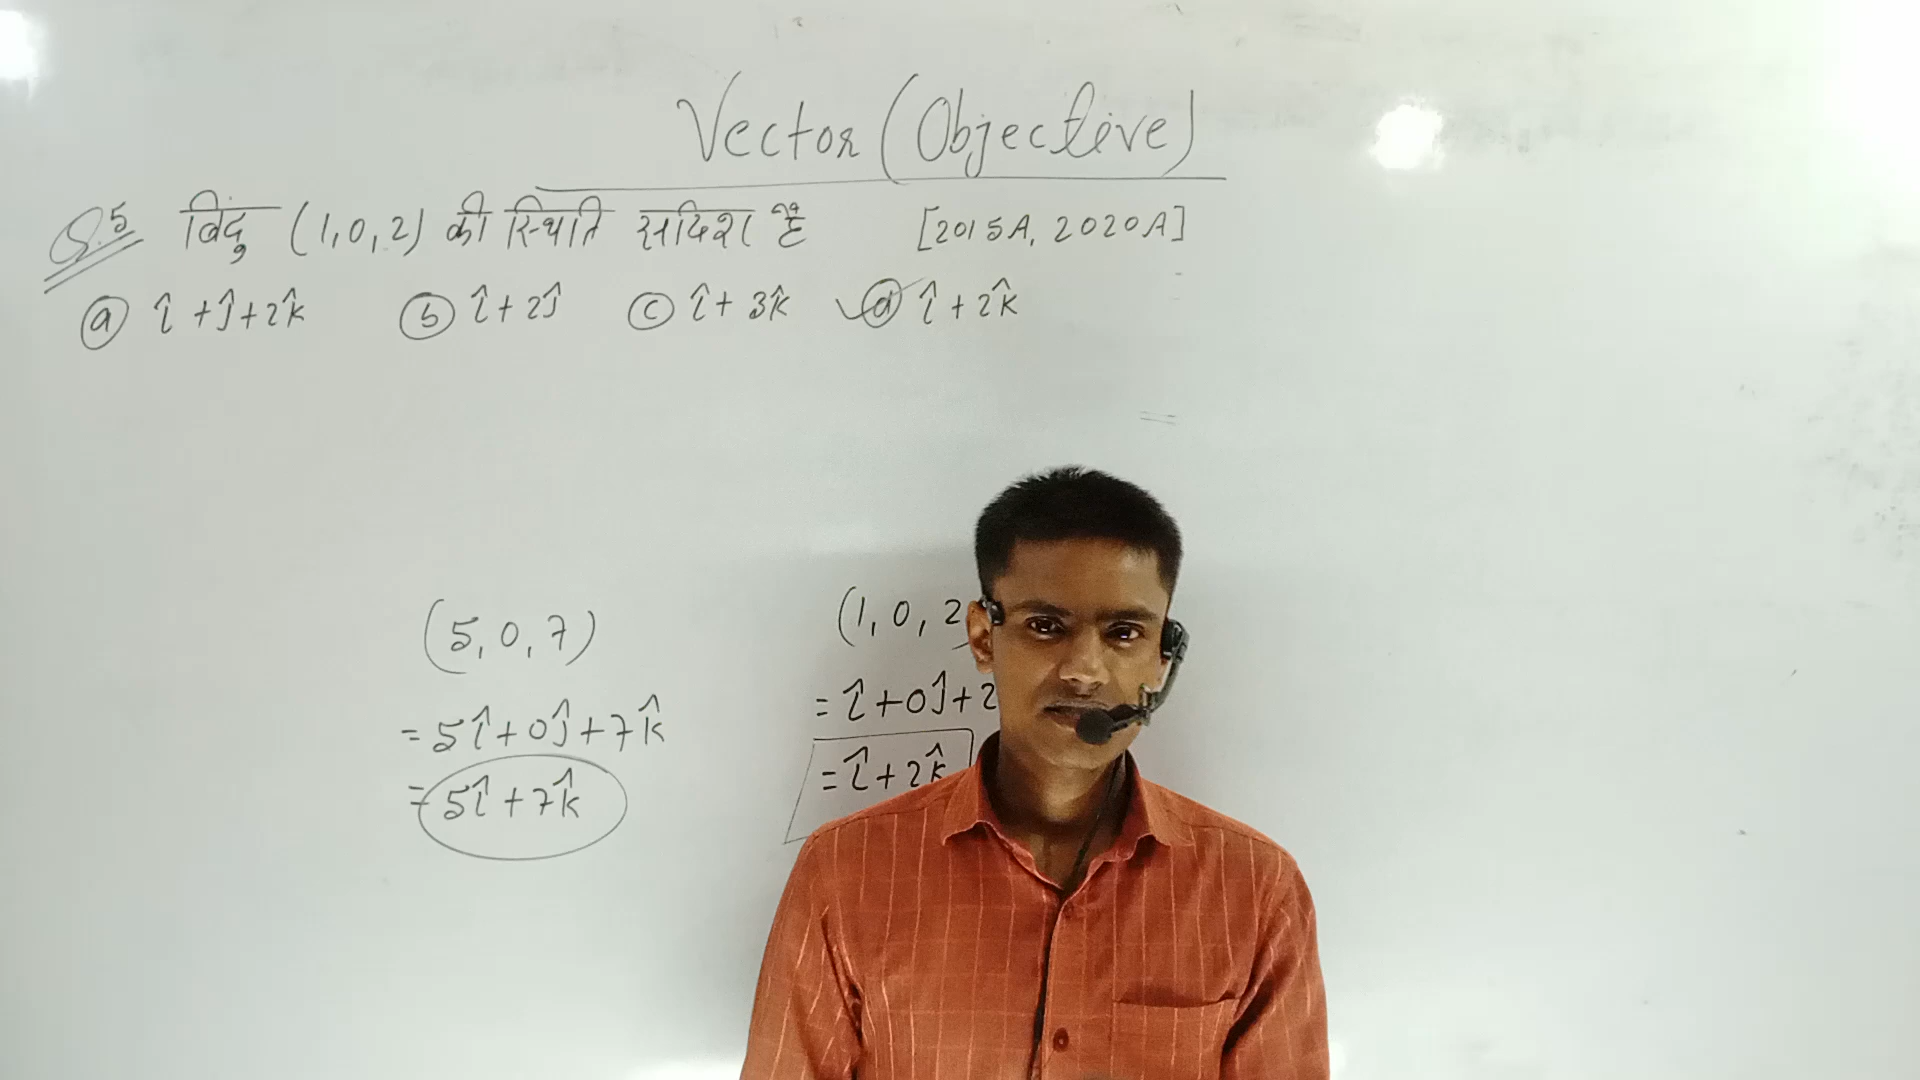 Vector (Objective)
Q.5 बिंदु (1,0,2) की स्थिति सदिश है [2015A, 2020A]
(a) î+ĵ+2k̂ (b) î+2ĵ (c) î+3k̂ (d) î+2k̂
(5,0,7)
=5î+0ĵ+7k̂
=5î+7k̂
(1,0,2
=î+0ĵ+2
=î+2k̂